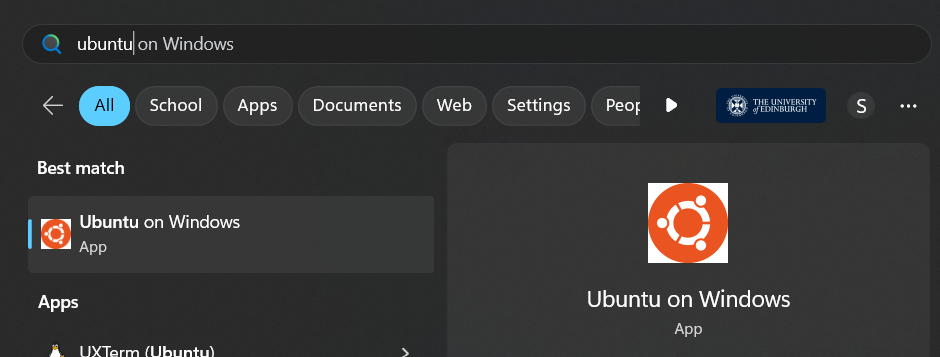 ubuntu on Windows
All School Apps Documents Web Settings Peop
THE UNIVERSITY
of EDINBURGH
S
Best match
Ubuntu on Windows
App
Apps
UXTerm (Ubuntu)
Ubuntu on Windows
App